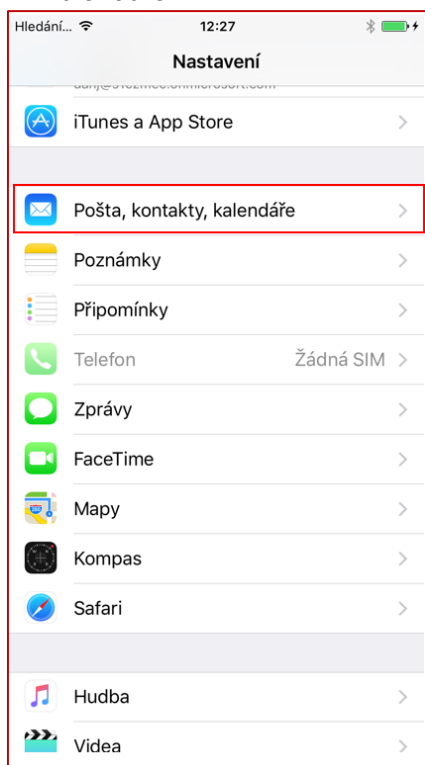 Hledání... 12:27
Nastavení
iTunes a App Store
Pošta, kontakty, kalendáře
Poznámky
Připomínky
Telefon Žádná SIM
Zprávy
FaceTime
Mapy
Kompas
Safari
Hudba
Videa